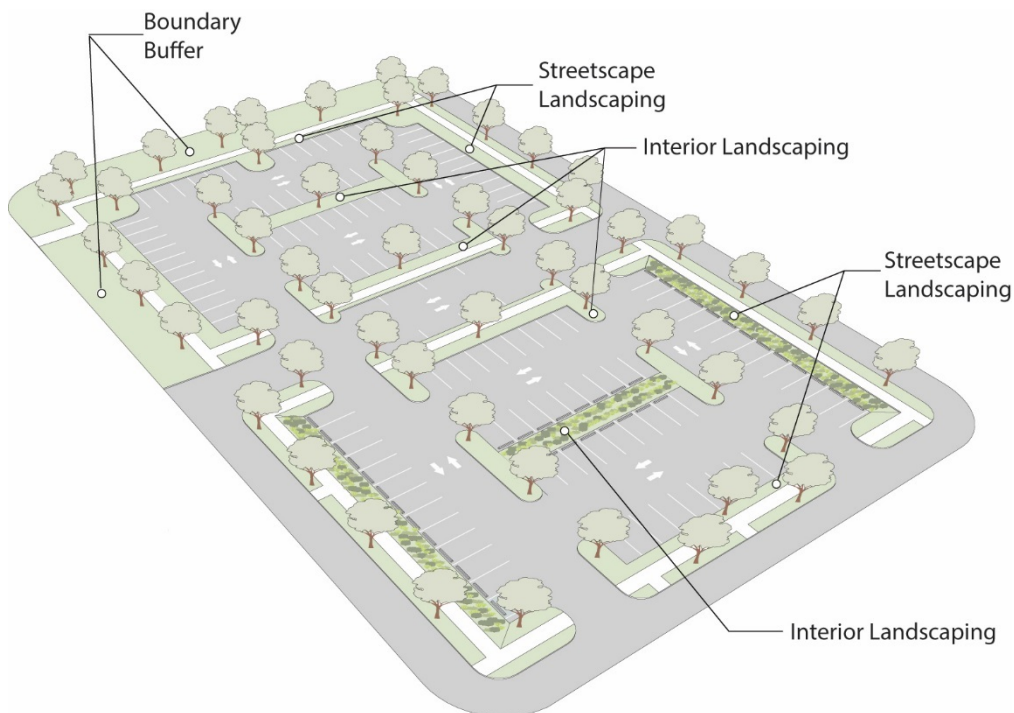 Boundary
Buffer
Streetscape
Landscaping
Interior Landscaping
Streetscape
Landscaping
Interior Landscaping